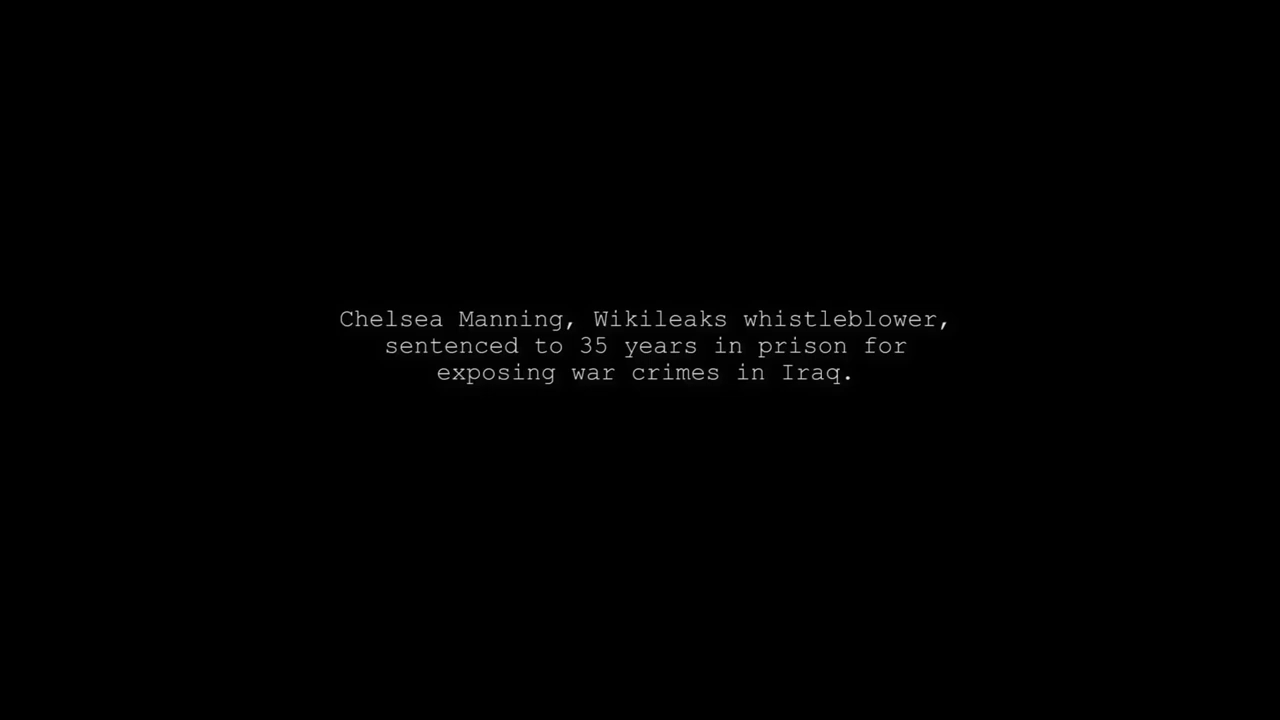 Chelsea Manning, Wikileaks whistleblower,
sentenced to 35 years in prison for
exposing war crimes in Iraq.